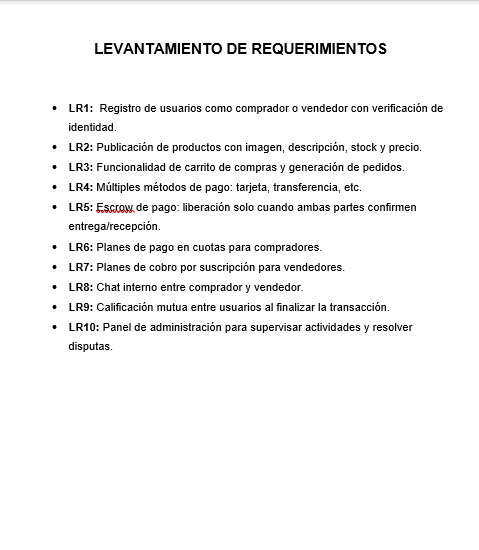 LEVANTAMIENTO DE REQUERIMIENTOS
• LR1: Registro de usuarios como comprador o vendedor con verificación de
identidad.
• LR2: Publicación de productos con imagen, descripción, stock y precio.
• LR3: Funcionalidad de carrito de compras y generación de pedidos.
• LR4: Múltiples métodos de pago: tarjeta, transferencia, etc.
• LR5: Escrow de pago: liberación solo cuando ambas partes confirmen
entrega/recepción.
• LR6: Planes de pago en cuotas para compradores.
• LR7: Planes de cobro por suscripción para vendedores.
• LR8: Chat interno entre comprador y vendedor.
• LR9: Calificación mutua entre usuarios al finalizar la transacción.
• LR10: Panel de administración para supervisar actividades y resolver
disputas.